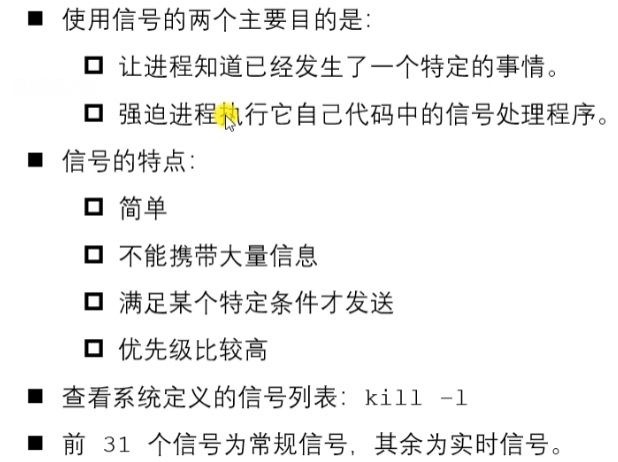 ■ 使用信号的两个主要目的是:
□ 让进程知道已经发生了一个特定的事情。
□ 强迫进程执行它自己代码中的信号处理程序。
■ 信号的特点:
□ 简单
□ 不能携带大量信息
□ 满足某个特定条件才发送
□ 优先级比较高
■ 查看系统定义的信号列表: kill –l
■ 前 31 个信号为常规信号, 其余为实时信号。